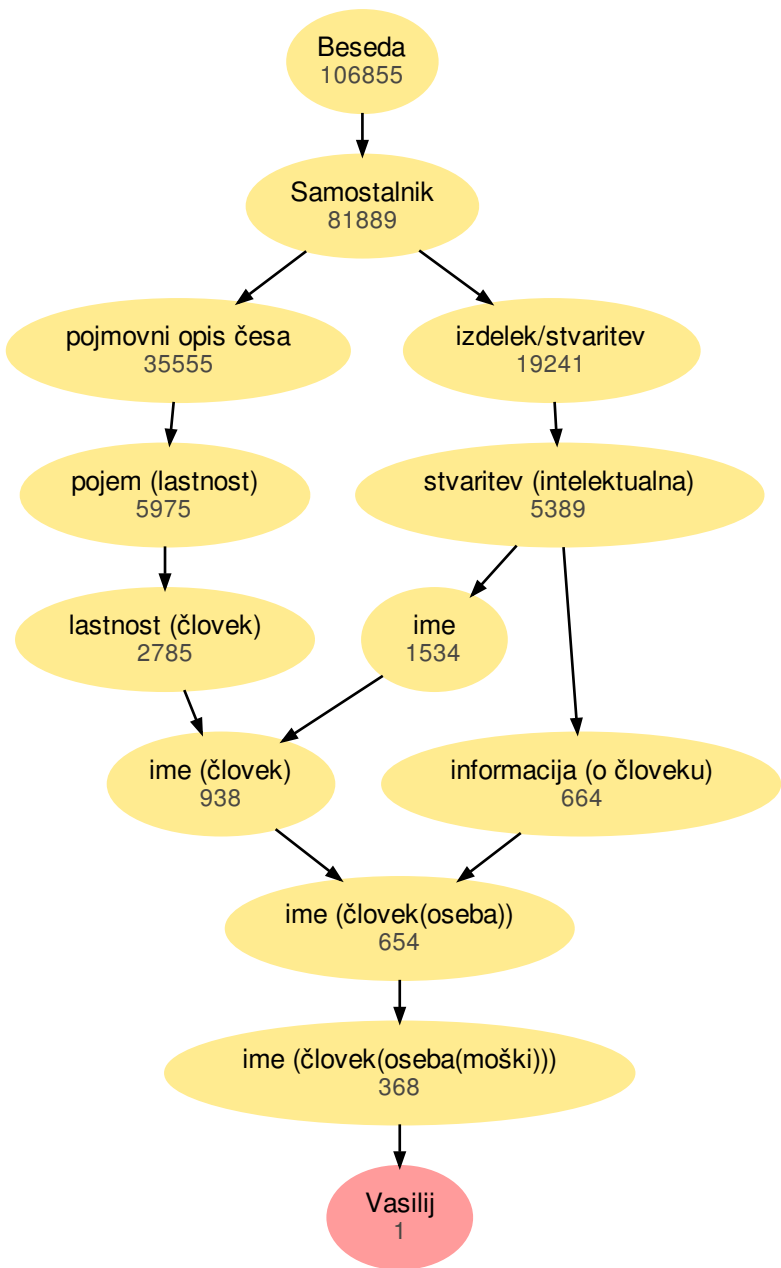 Beseda
106855
Samostalnik
81889
pojmovni opis česa
35555
izdelek/stvaritev
19241
pojem (lastnost)
5975
stvaritev (intelektualna)
5389
lastnost (človek)
2785
ime
1534
ime (človek)
938
informacija (o človeku)
664
ime (človek(oseba))
654
ime (človek(oseba(moški)))
368
Vasilij
1